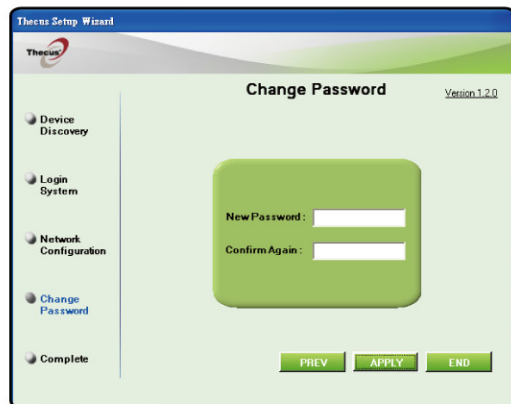 Thecus Setup Wizard
Thecus
Change Password
Version 1.2.0
Device
Discovery
Login
System
Network
Configuration
Change
Password
Complete
New Password :
Confirm Again :
PREV
APPLY
END